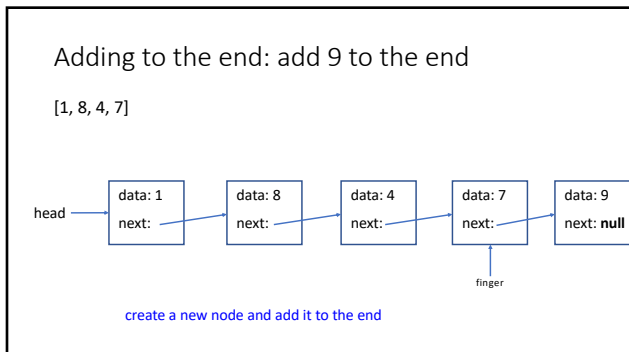 Adding to the end: add 9 to the end
[1, 8, 4, 7]
data: 1
next:
data: 8
next:
data: 4
next:
data: 7
next:
data: 9
next: null
head
finger
create a new node and add it to the end